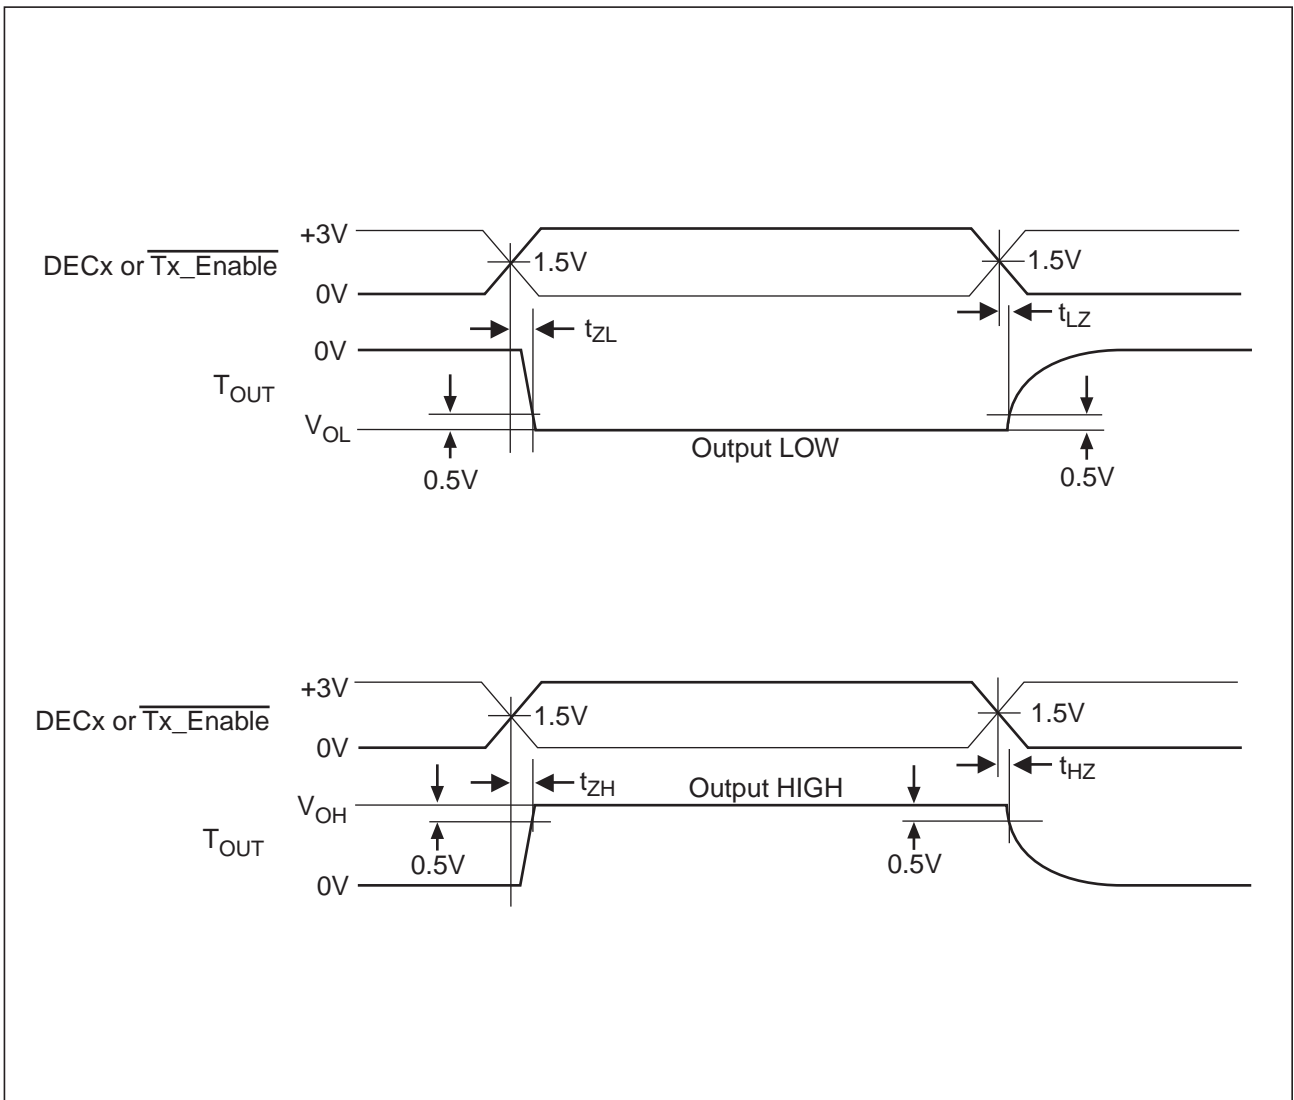 +3V
DECx or Tx_Enable
1.5V
1.5V
0V
tZL
tLZ
0V
TOUT
VOL
Output LOW
0.5V
0.5V
+3V
DECx or Tx_Enable
1.5V
1.5V
0V
tZH
Output HIGH
tHZ
VOH
TOUT
0.5V
0.5V
0V